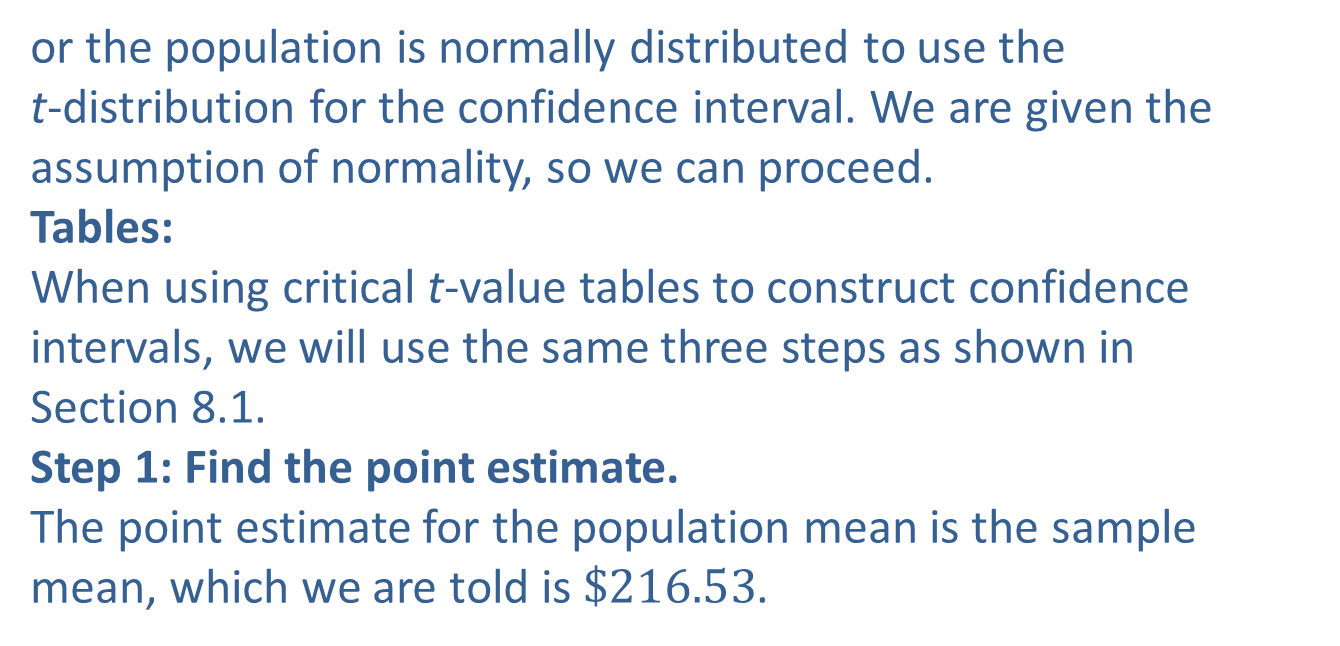 or the population is normally distributed to use the
t-distribution for the confidence interval. We are given the
assumption of normality, so we can proceed.
Tables:
When using critical t-value tables to construct confidence
intervals, we will use the same three steps as shown in
Section 8.1.
Step 1: Find the point estimate.
The point estimate for the population mean is the sample
mean, which we are told is $216.53.